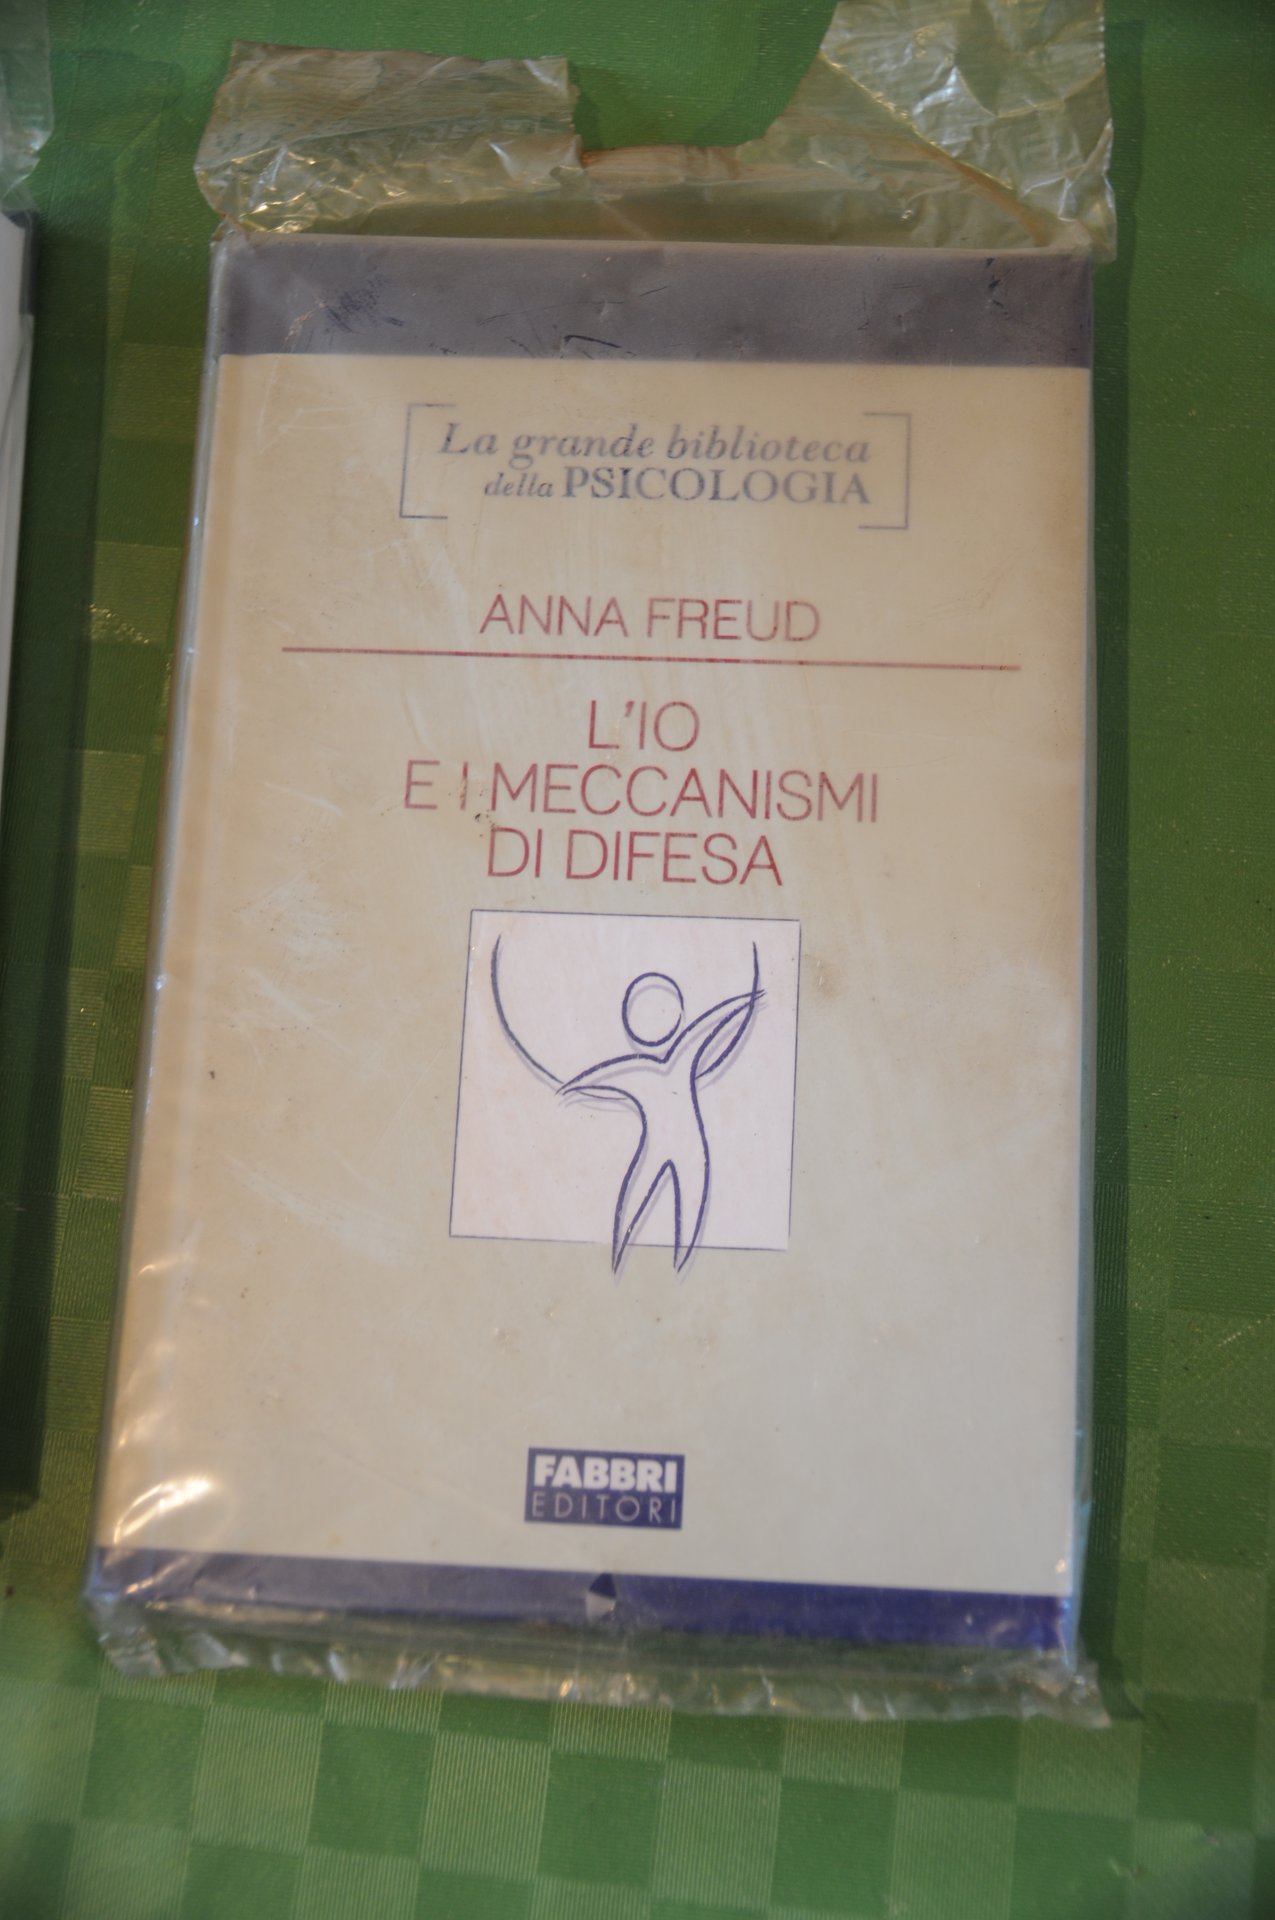 La grande biblioteca
della PSICOLOGIA
ANNA FREUD
L'IO
E I MECCANISMI
DI DIFESA
FABBRI
EDITORI